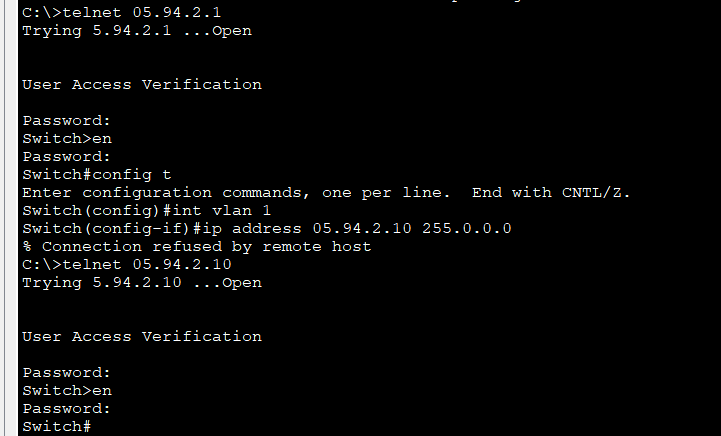 C:\>telnet 05.94.2.1
Trying 5.94.2.1 ...Open
User Access Verification
Password:
Switch>en
Password:
Switch#config t
Enter configuration commands, one per line.  End with CNTL/Z.
Switch(config)#int vlan 1
Switch(config-if)#ip address 05.94.2.10 255.0.0.0
% Connection refused by remote host
C:\>telnet 05.94.2.10
Trying 5.94.2.10 ...Open
User Access Verification
Password:
Switch>en
Password:
Switch#